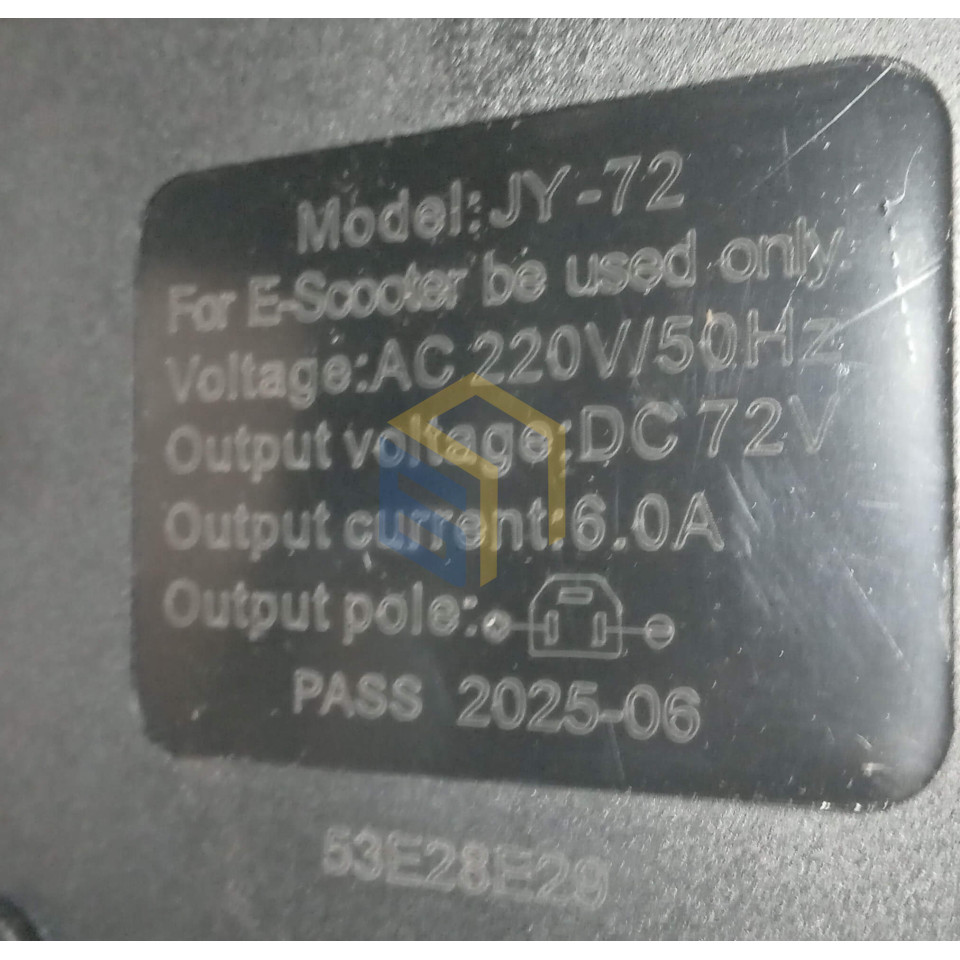 Model:JY-72
For E-Scooter be used only.
Voltage:AC 220V/50Hz
Output voltage:DC 72V
Output current:6.0A
Output pole:
PASS 2025-06
53E28E29